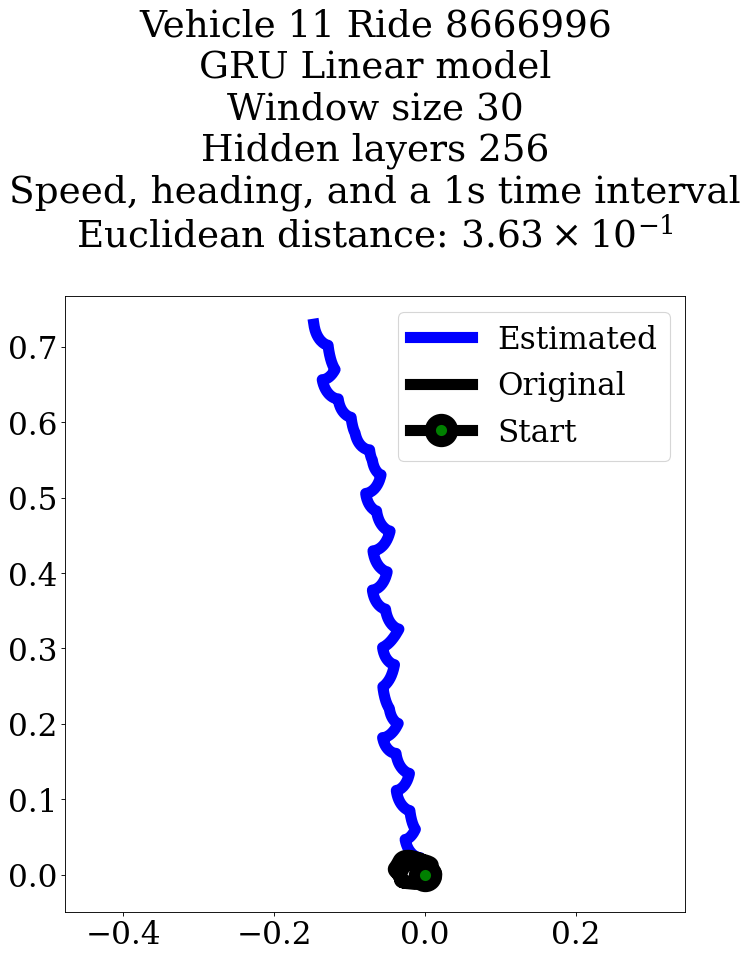 Vehicle 11 Ride 8666996
GRU Linear model
Window size 30
Hidden layers 256
Speed, heading, and a 1s time interval
Euclidean distance: 3.63 × 10⁻¹
Estimated
Original
Start
0.7
0.6
0.5
0.4
0.3
0.2
0.1
0.0
−0.4 −0.2 0.0 0.2